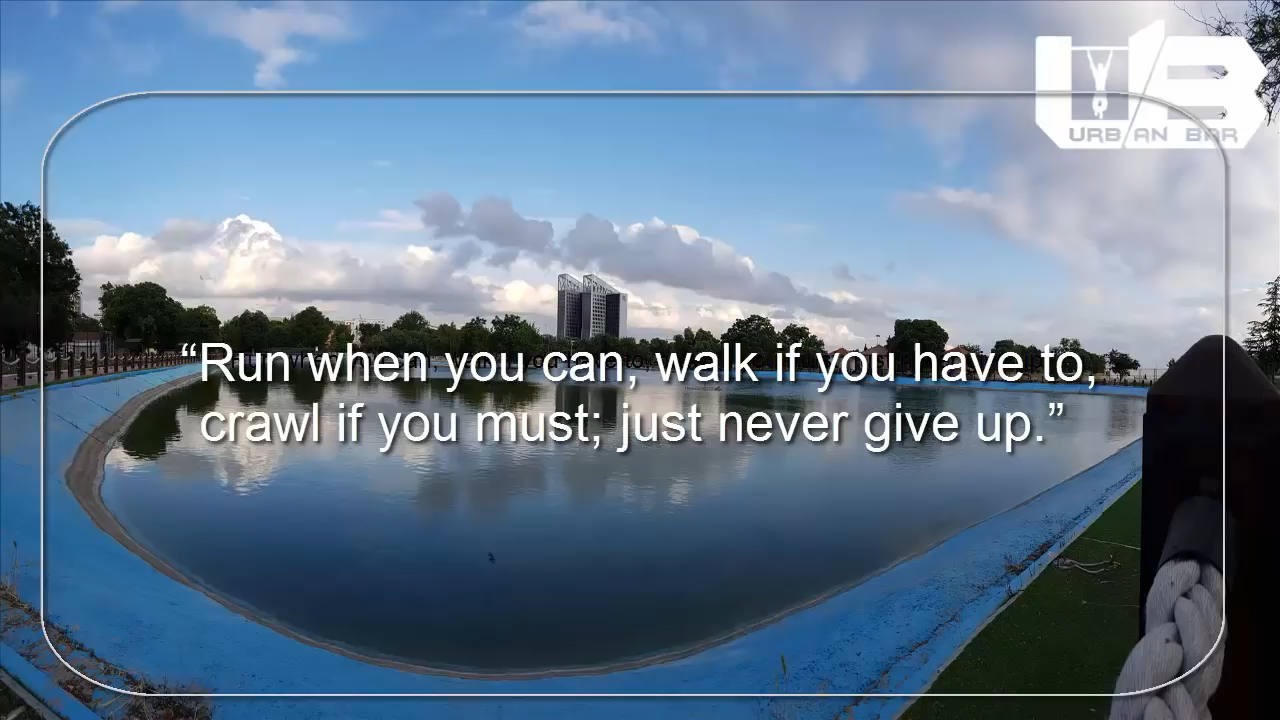 URBAN BAR
“Run when you can, walk if you have to,
crawl if you must; just never give up.”